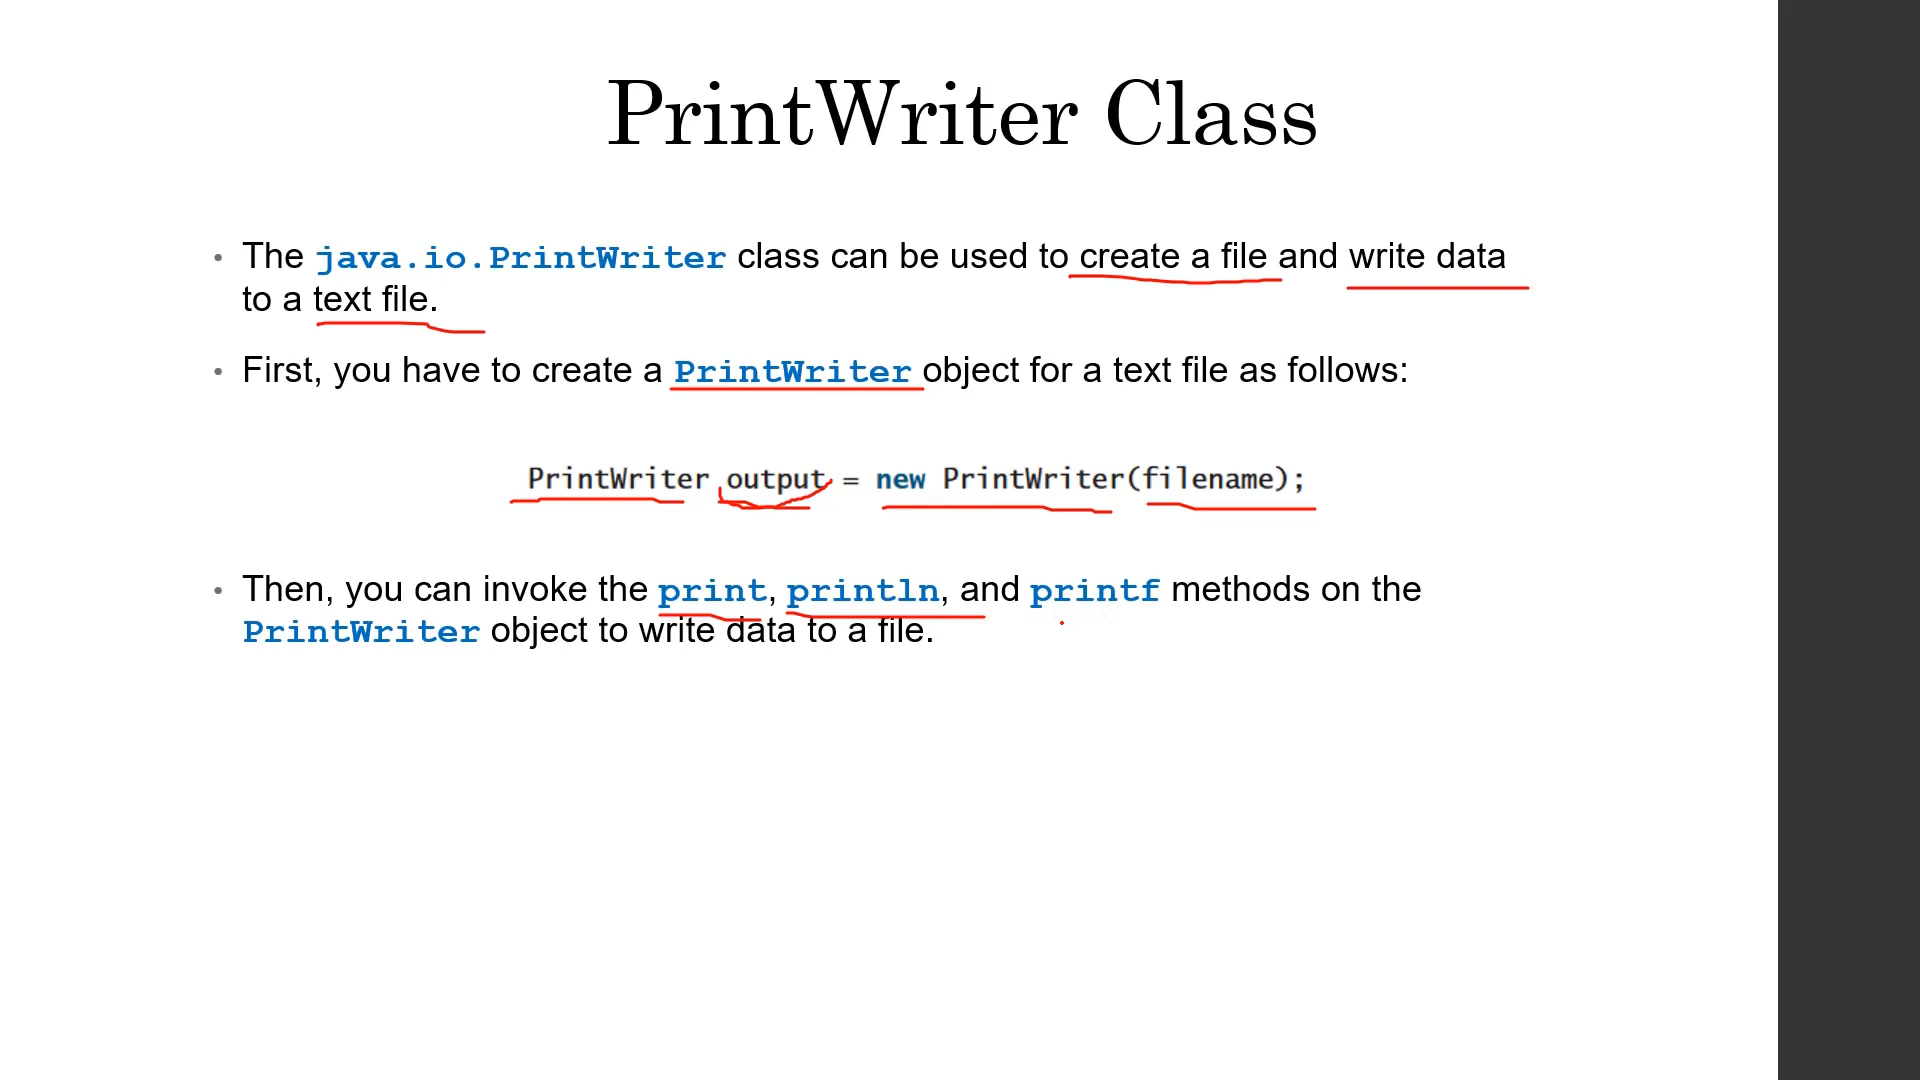 PrintWriter Class
• The java.io.PrintWriter class can be used to create a file and write data
to a text file.
• First, you have to create a PrintWriter object for a text file as follows:
PrintWriter output = new PrintWriter(filename);
• Then, you can invoke the print, println, and printf methods on the
PrintWriter object to write data to a file.